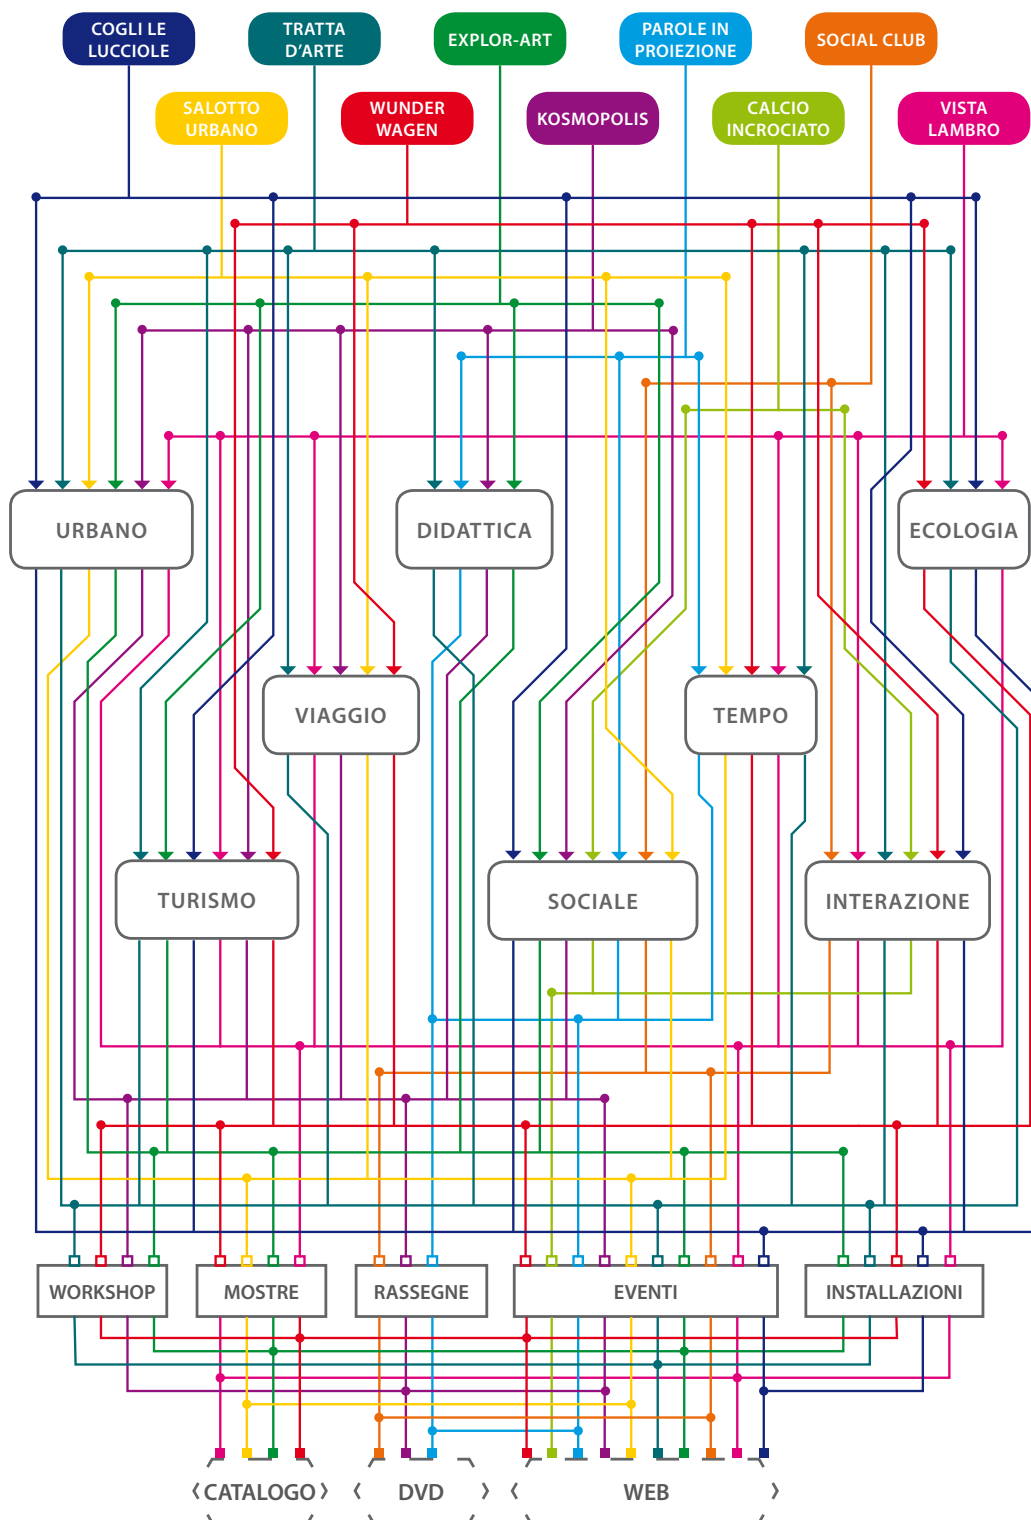 COGLI LE
LUCCIOLE
TRATTA
D'ARTE
EXPLOR-ART
PAROLE IN
PROIEZIONE
SOCIAL CLUB
SALOTTO
URBANO
WUNDER
WAGEN
KOSMOPOLIS
CALCIO
INCROCIATO
VISTA
LAMBRO
URBANO
DIDATTICA
ECOLOGIA
VIAGGIO
TEMPO
TURISMO
SOCIALE
INTERAZIONE
WORKSHOP
MOSTRE
RASSEGNE
EVENTI
INSTALLAZIONI
CATALOGO
DVD
WEB